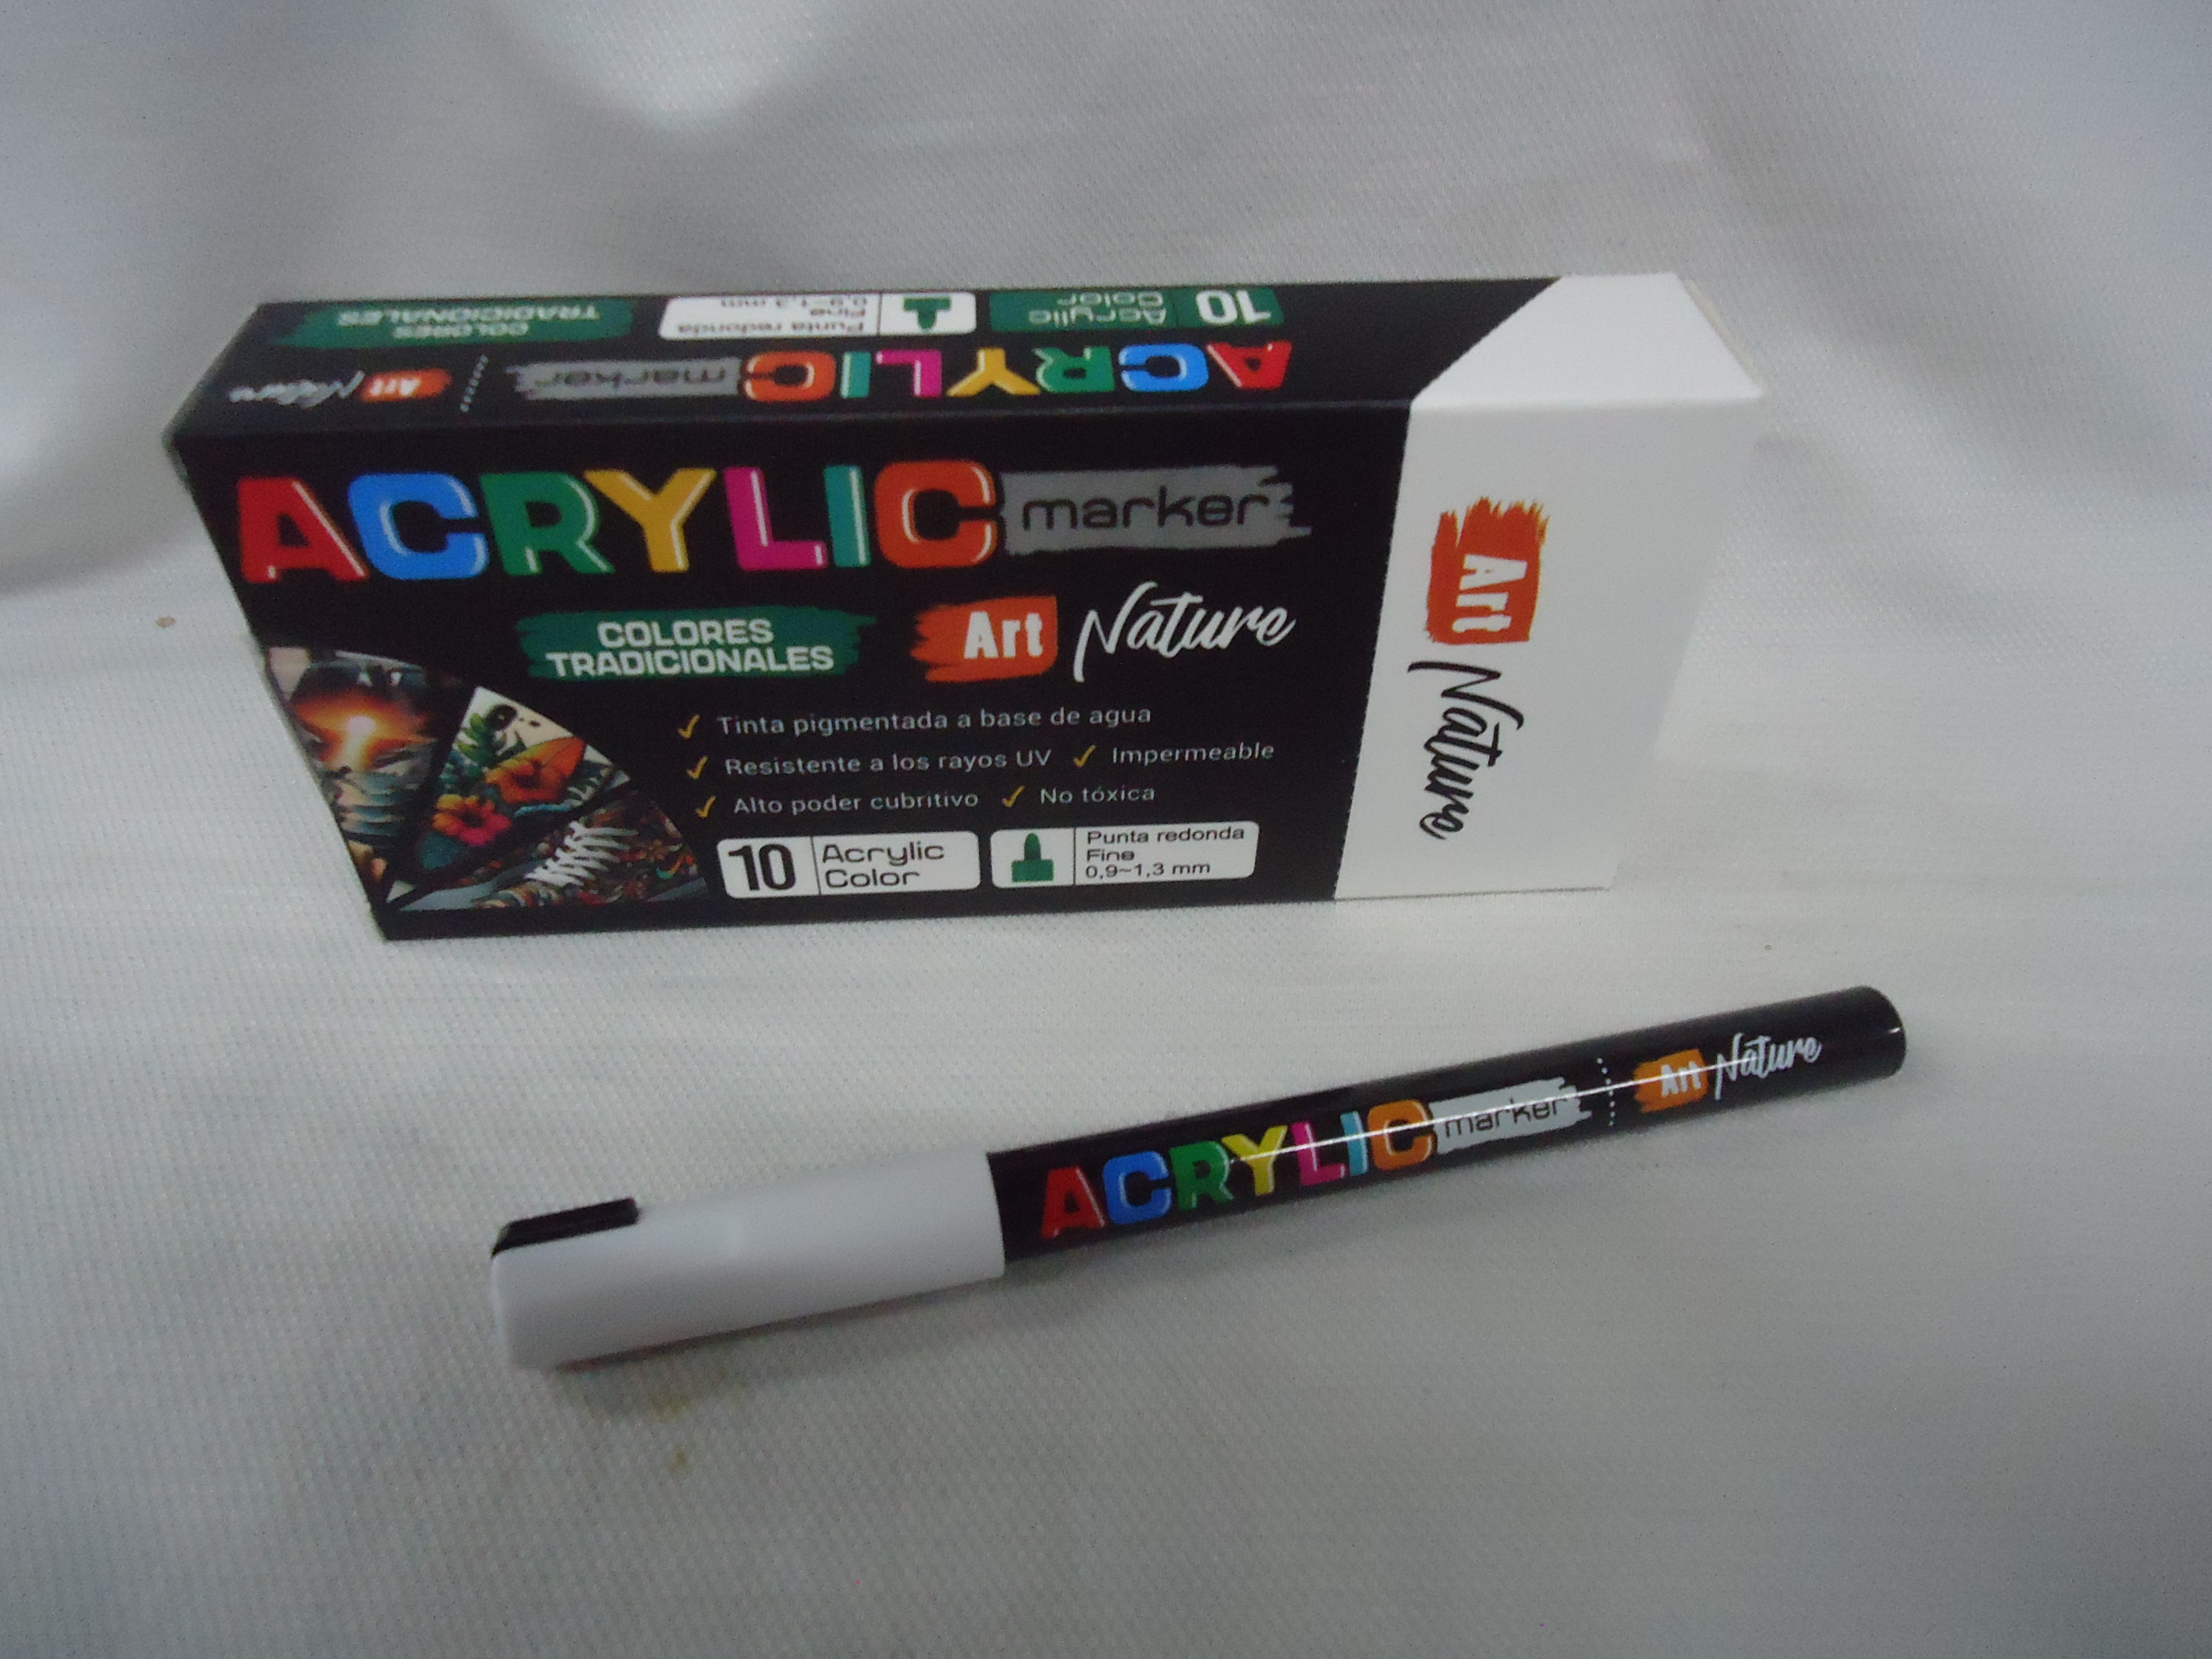 COLORES
TRADICIONALES
Punta redonda
Fine
0,9~1,3 mm
10
Acrylic
Color
Art Nature
ACRYLIC marker
ACRYLIC marker
COLORES
TRADICIONALES
Art Nature
✓ Tinta pigmentada a base de agua
✓ Resistente a los rayos UV ✓ Impermeable
✓ Alto poder cubritivo ✓ No tóxica
10
Acrylic
Color
Punta redonda
Fine
0,9~1,3 mm
Art Nature
ACRYLIC marker
Art Nature